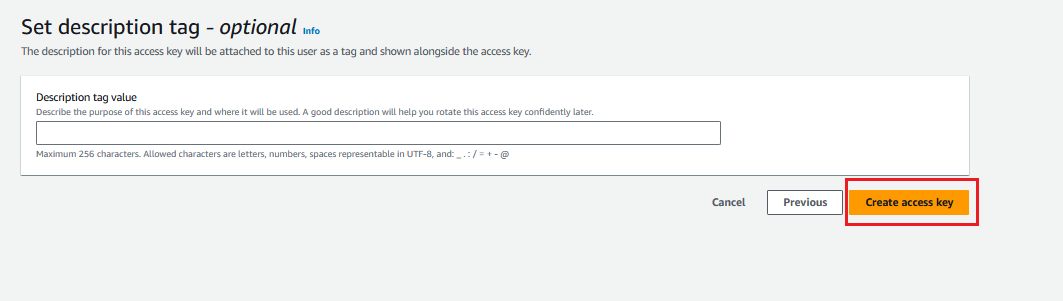 Set description tag - optional Info
The description for this access key will be attached to this user as a tag and shown alongside the access key.
Description tag value
Describe the purpose of this access key and where it will be used. A good description will help you rotate this access key confidently later.
Maximum 256 characters. Allowed characters are letters, numbers, spaces representable in UTF-8, and: _ . : / = + - @
Cancel Previous Create access key